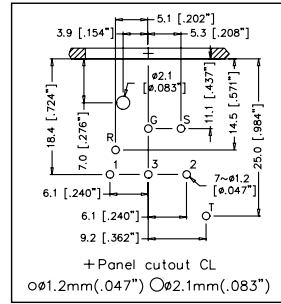 5.1 [.202"]
3.9 [.154"]
5.3 [.208"]
ø2.1
[ø.083"]
18.4 [.724"]
7.0 [.276"]
11.1 [.437"]
14.5 [.571"]
25.0 [.984"]
G
S
R
1
3
2
7~ø1.2
[ø.047"]
6.1 [.240"]
6.1 [.240"]
T
9.2 [.362"]
+Panel cutout CL
oø1.2mm(.047") Oø2.1mm(.083")